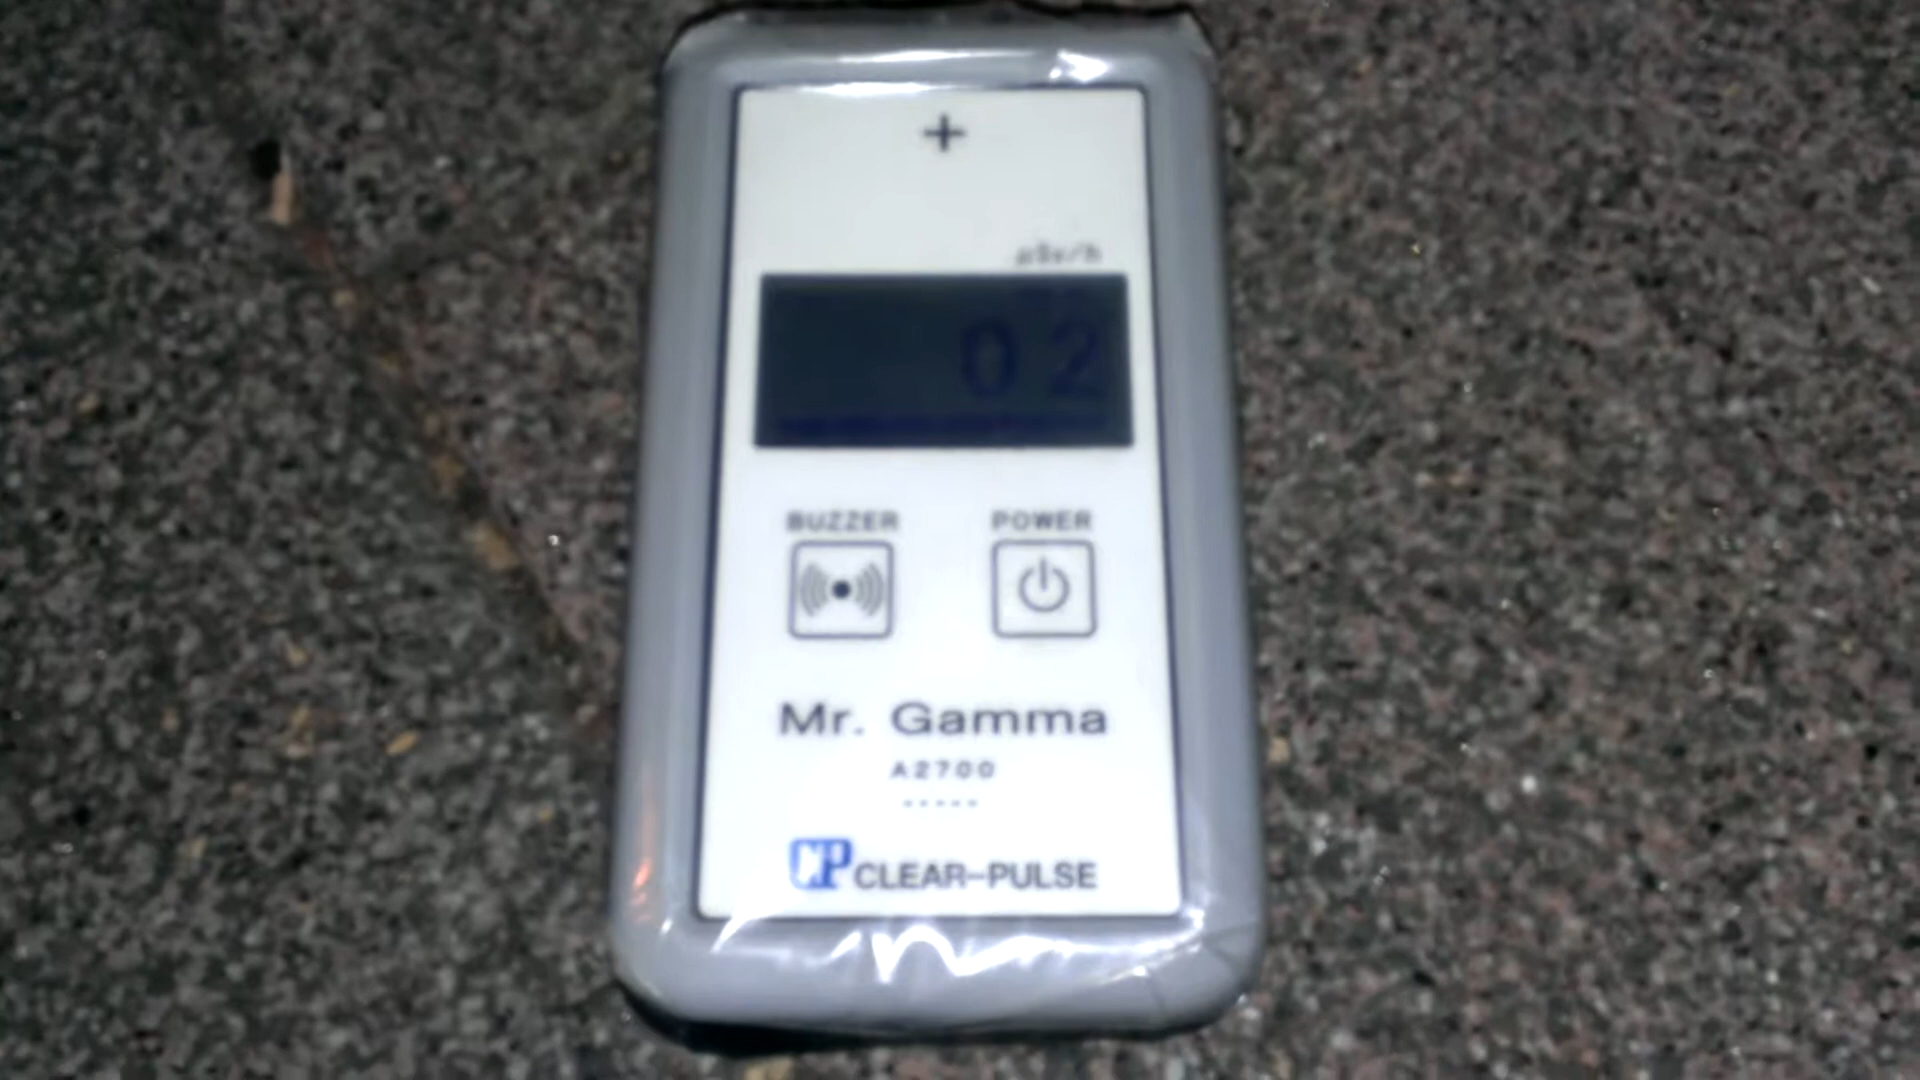 +
µSv/h
0 2
BUZZER POWER
Mr. Gamma
A2700
CP CLEAR-PULSE